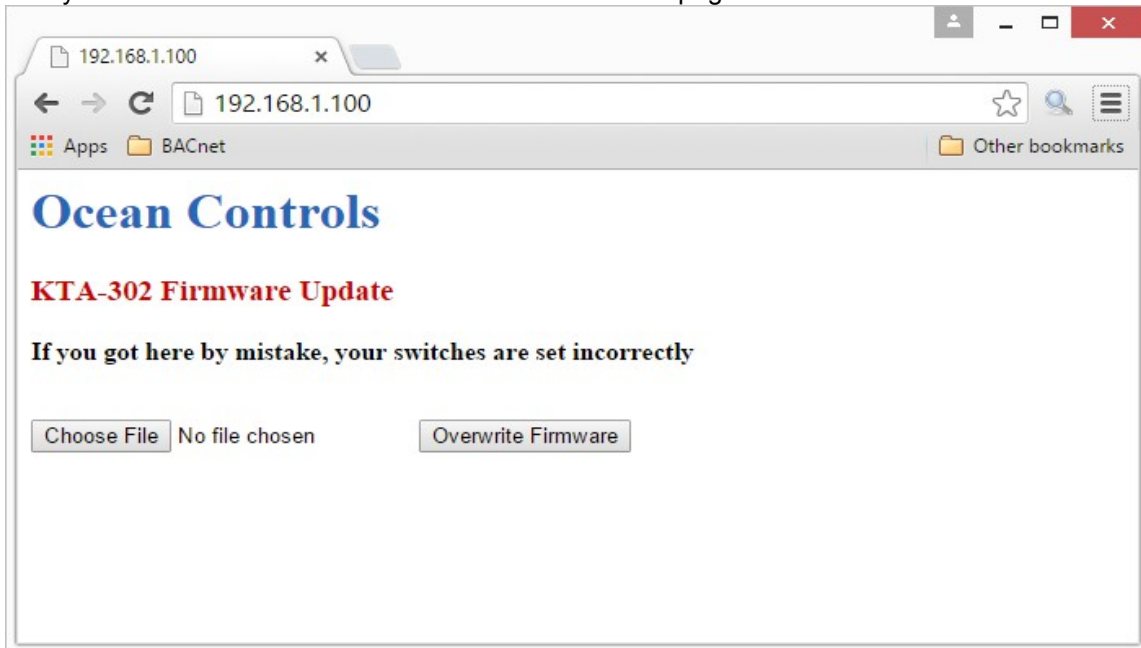 192.168.1.100
192.168.1.100
Apps BACnet Other bookmarks
Ocean Controls
KTA-302 Firmware Update
If you got here by mistake, your switches are set incorrectly
Choose File No file chosen Overwrite Firmware